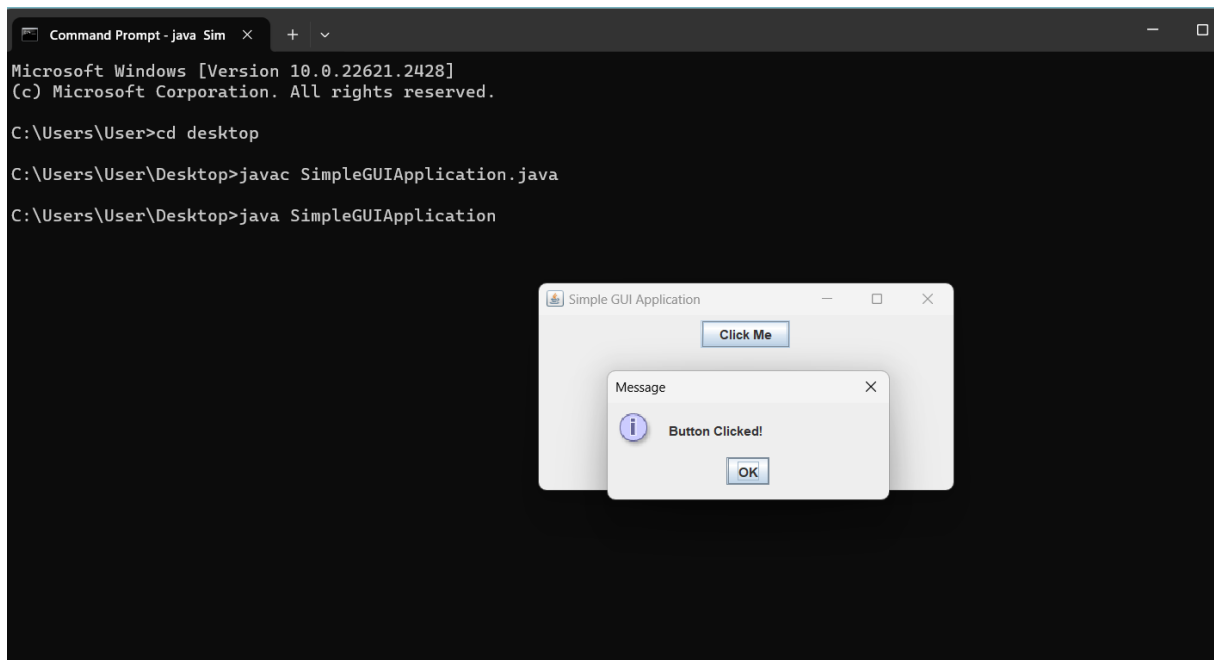 Command Prompt - java Sim
Microsoft Windows [Version 10.0.22621.2428]
(c) Microsoft Corporation. All rights reserved.
C:\Users\User>cd desktop
C:\Users\User\Desktop>javac SimpleGUIApplication.java
C:\Users\User\Desktop>java SimpleGUIApplication
Simple GUI Application
Click Me
Message
i
Button Clicked!
OK